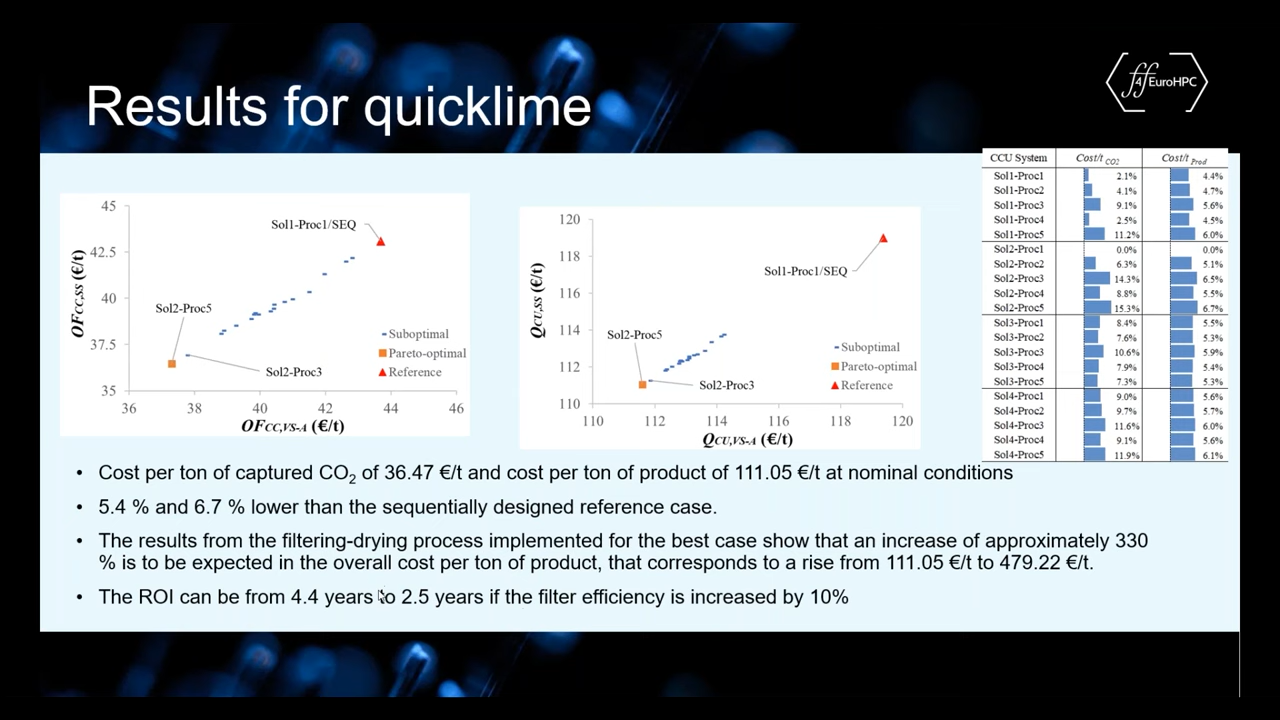 Results for quicklime
ff4EuroHPC
45
42.5
40
37.5
35
OFCC,SS (€/t)
Sol1-Proc1/SEQ
Sol2-Proc5
Sol2-Proc3
Suboptimal
Pareto-optimal
Reference
36 38 40 42 44 46
OFCC,VS-A (€/t)
120
118
116
114
112
110
QCU,SS (€/t)
Sol1-Proc1/SEQ
Sol2-Proc5
Sol2-Proc3
Suboptimal
Pareto-optimal
Reference
110 112 114 116 118 120
QCU,VS-A (€/t)
CCU System Cost/t CO2 Cost/t Prod
Sol1-Proc1 2.1% 4.4%
Sol1-Proc2 4.1% 4.7%
Sol1-Proc3 9.1% 5.6%
Sol1-Proc4 2.5% 4.5%
Sol1-Proc5 11.2% 6.0%
Sol2-Proc1 0.0% 0.0%
Sol2-Proc2 6.3% 5.1%
Sol2-Proc3 14.3% 6.5%
Sol2-Proc4 8.8% 5.5%
Sol2-Proc5 15.3% 6.7%
Sol3-Proc1 8.4% 5.5%
Sol3-Proc2 7.6% 5.3%
Sol3-Proc3 10.6% 5.9%
Sol3-Proc4 7.9% 5.4%
Sol3-Proc5 7.3% 5.3%
Sol4-Proc1 9.0% 5.6%
Sol4-Proc2 9.7% 5.7%
Sol4-Proc3 11.6% 6.0%
Sol4-Proc4 9.1% 5.6%
Sol4-Proc5 11.9% 6.1%
• Cost per ton of captured CO2 of 36.47 €/t and cost per ton of product of 111.05 €/t at nominal conditions
• 5.4 % and 6.7 % lower than the sequentially designed reference case.
• The results from the filtering-drying process implemented for the best case show that an increase of approximately 330
% is to be expected in the overall cost per ton of product, that corresponds to a rise from 111.05 €/t to 479.22 €/t.
• The ROI can be from 4.4 years to 2.5 years if the filter efficiency is increased by 10%